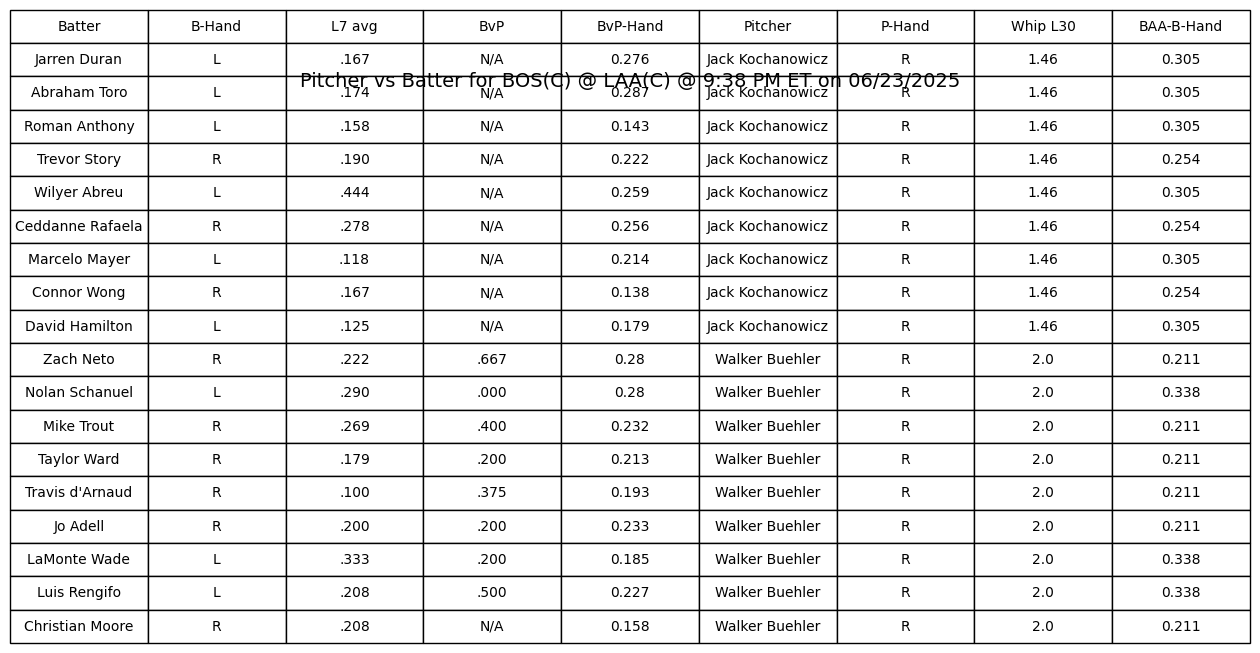 Batter B-Hand L7 avg BvP BvP-Hand Pitcher P-Hand Whip L30 BAA-B-Hand
Jarren Duran L .167 N/A 0.276 Jack Kochanowicz R 1.46 0.305
Pitcher vs Batter for BOS(C) @ LAA(C) @ 9:38 PM ET on 06/23/2025
Abraham Toro L .174 N/A 0.287 Jack Kochanowicz R 1.46 0.305
Roman Anthony L .158 N/A 0.143 Jack Kochanowicz R 1.46 0.305
Trevor Story R .190 N/A 0.222 Jack Kochanowicz R 1.46 0.254
Wilyer Abreu L .444 N/A 0.259 Jack Kochanowicz R 1.46 0.305
Ceddanne Rafaela R .278 N/A 0.256 Jack Kochanowicz R 1.46 0.254
Marcelo Mayer L .118 N/A 0.214 Jack Kochanowicz R 1.46 0.305
Connor Wong R .167 N/A 0.138 Jack Kochanowicz R 1.46 0.254
David Hamilton L .125 N/A 0.179 Jack Kochanowicz R 1.46 0.305
Zach Neto R .222 .667 0.28 Walker Buehler R 2.0 0.211
Nolan Schanuel L .290 .000 0.28 Walker Buehler R 2.0 0.338
Mike Trout R .269 .400 0.232 Walker Buehler R 2.0 0.211
Taylor Ward R .179 .200 0.213 Walker Buehler R 2.0 0.211
Travis d'Arnaud R .100 .375 0.193 Walker Buehler R 2.0 0.211
Jo Adell R .200 .200 0.233 Walker Buehler R 2.0 0.211
LaMonte Wade L .333 .200 0.185 Walker Buehler R 2.0 0.338
Luis Rengifo L .208 .500 0.227 Walker Buehler R 2.0 0.338
Christian Moore R .208 N/A 0.158 Walker Buehler R 2.0 0.211